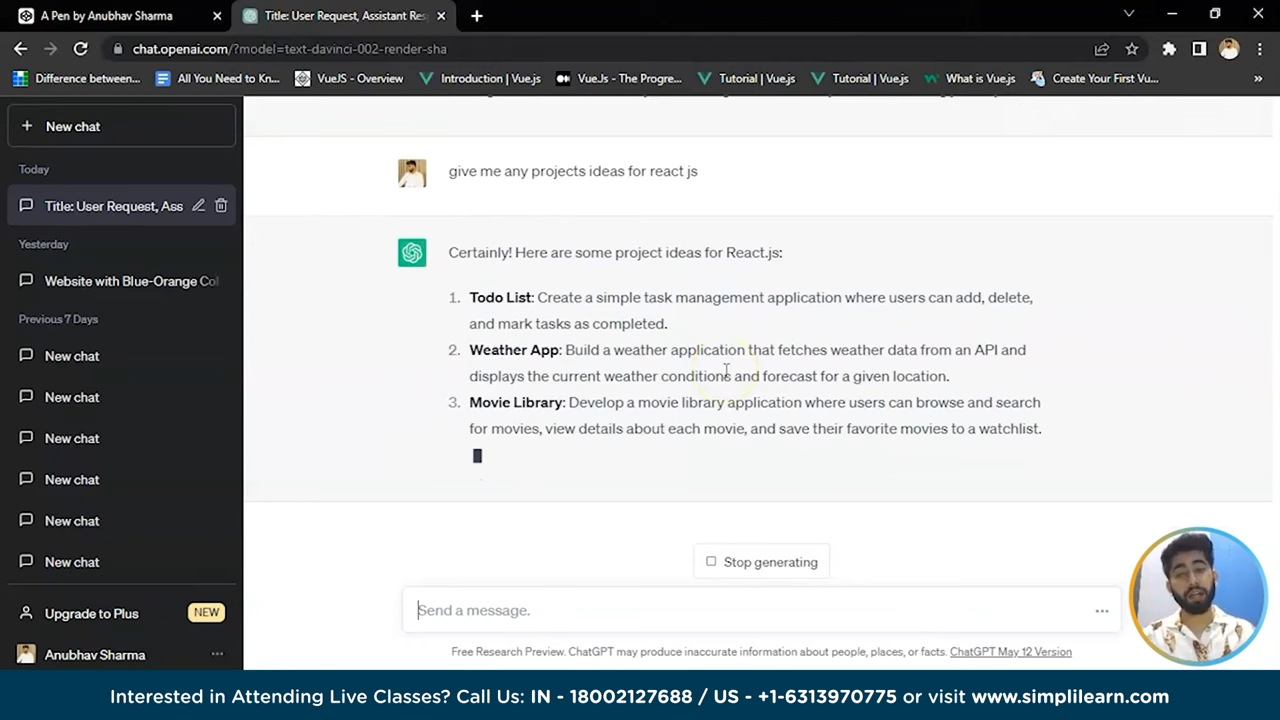 A Pen by Anubhav Sharma
Title: User Request, Assistant Res
chat.openai.com/?model=text-davinci-002-render-sha
Difference between...
All You Need to Kn...
VueJS - Overview
Introduction | Vue.js
Vue.Js - The Progre...
Tutorial | Vue.js
Tutorial | Vue.js
What is Vue.js
Create Your First Vu...
New chat
Today
Title: User Request, Ass
Yesterday
Website with Blue-Orange Col
Previous 7 Days
New chat
New chat
New chat
New chat
New chat
New chat
Upgrade to Plus NEW
Anubhav Sharma
give me any projects ideas for react js
Certainly! Here are some project ideas for React.js:
1. Todo List: Create a simple task management application where users can add, delete,
and mark tasks as completed.
2. Weather App: Build a weather application that fetches weather data from an API and
displays the current weather conditions and forecast for a given location.
3. Movie Library: Develop a movie library application where users can browse and search
for movies, view details about each movie, and save their favorite movies to a watchlist.
Stop generating
Send a message.
Free Research Preview. ChatGPT may produce inaccurate information about people, places, or facts. ChatGPT May 12 Version
Interested in Attending Live Classes? Call Us: IN - 18002127688 / US - +1-6313970775 or visit www.simplilearn.com